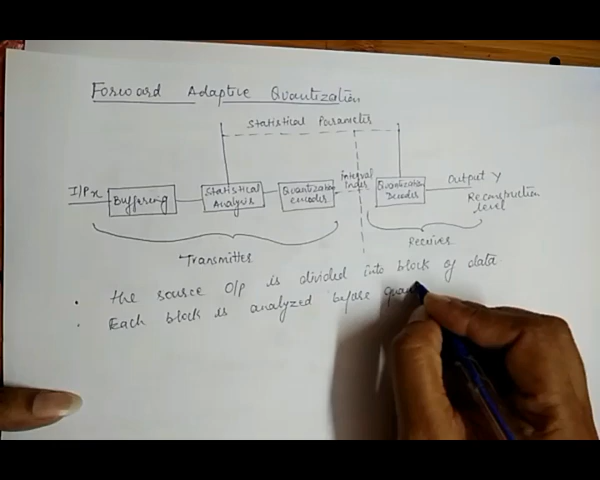 Forward Adaptive Quantization
Statistical Parameter
I/P x
Buffering
Statistical Analysis
Quantization encoder
interval index
Quantization Decoder
Output Y
Reconstruction level
Transmitter
Receiver
. the source O/p is divided into block of data
. Each block is analyzed before